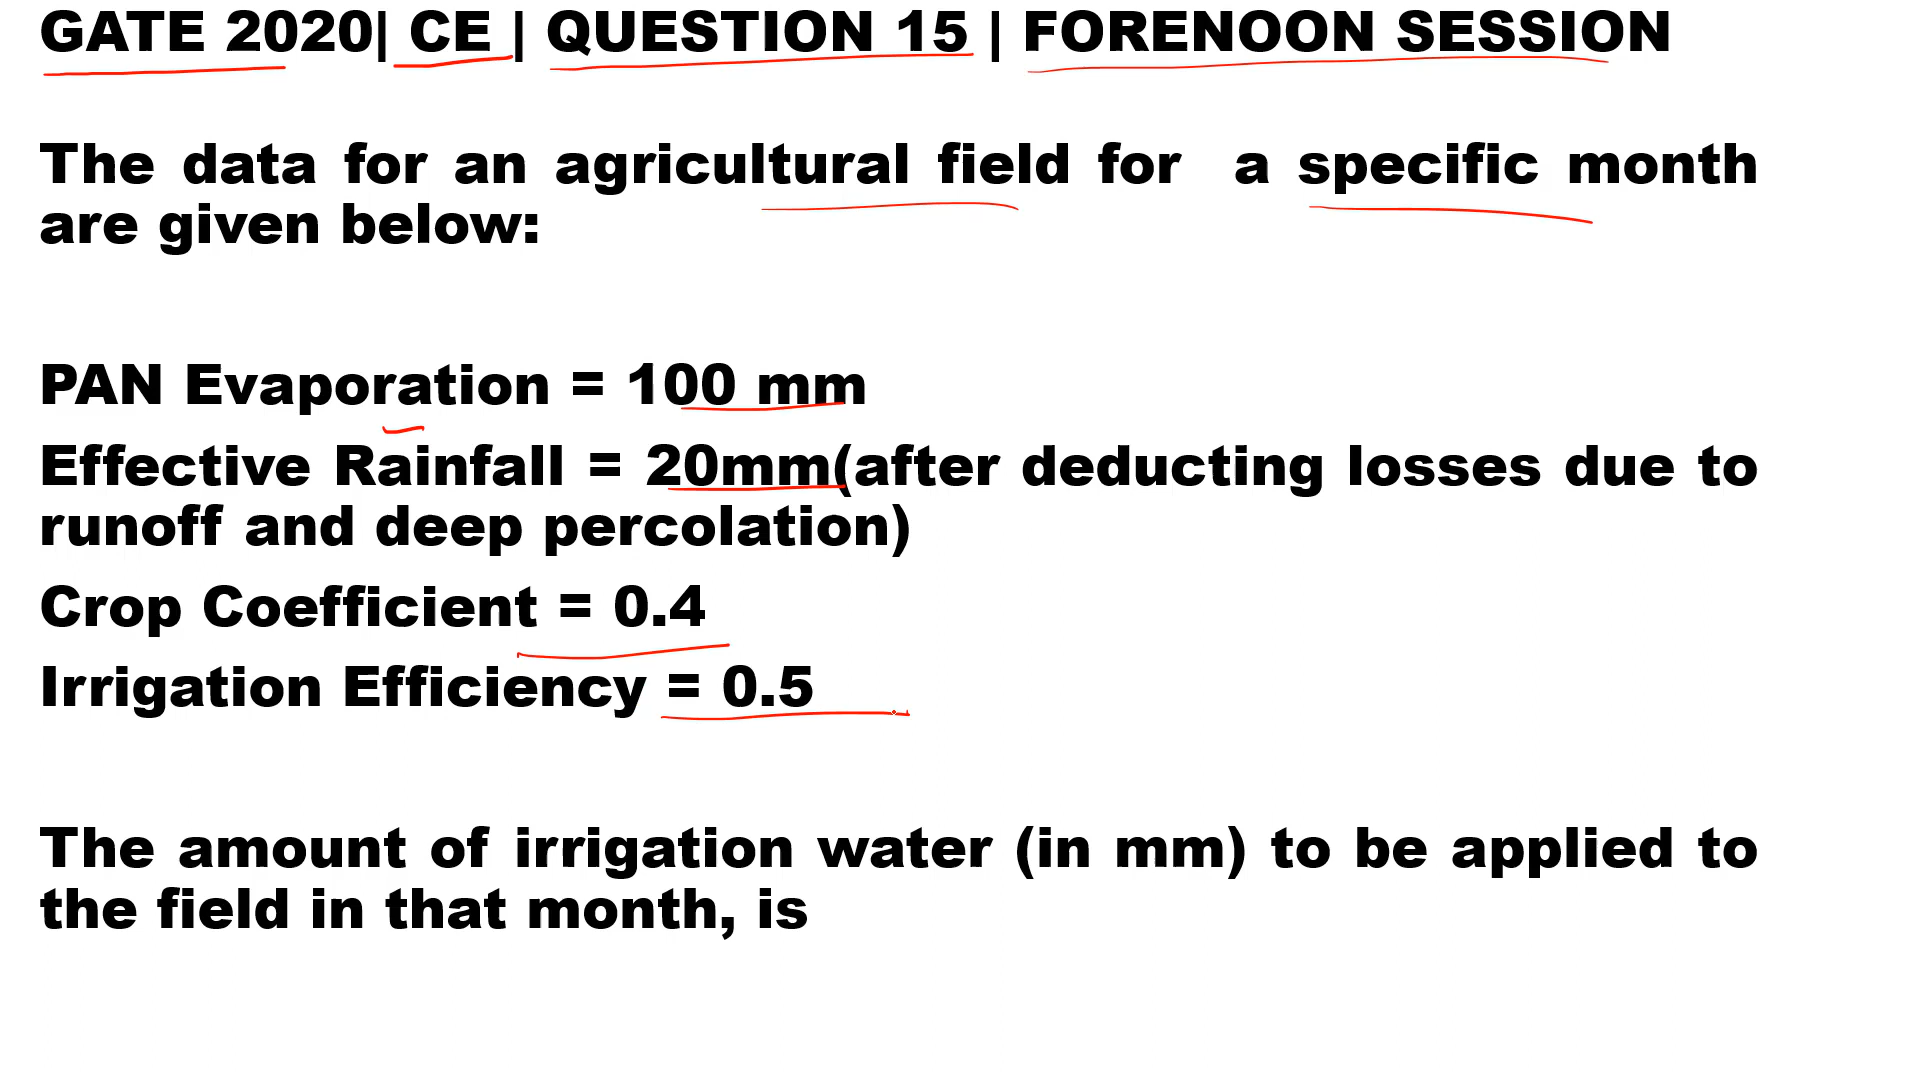 GATE 2020| CE | QUESTION 15 | FORENOON SESSION
The data for an agricultural field for a specific month
are given below:
PAN Evaporation = 100 mm
Effective Rainfall = 20mm(after deducting losses due to
runoff and deep percolation)
Crop Coefficient = 0.4
Irrigation Efficiency = 0.5
The amount of irrigation water (in mm) to be applied to
the field in that month, is